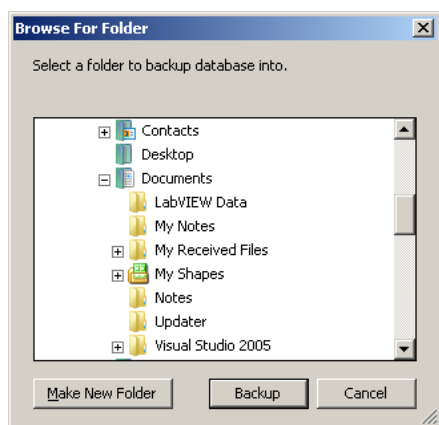 Browse For Folder
Select a folder to backup database into.
Contacts
Desktop
Documents
LabVIEW Data
My Notes
My Received Files
My Shapes
Notes
Updater
Visual Studio 2005
Make New Folder Backup Cancel